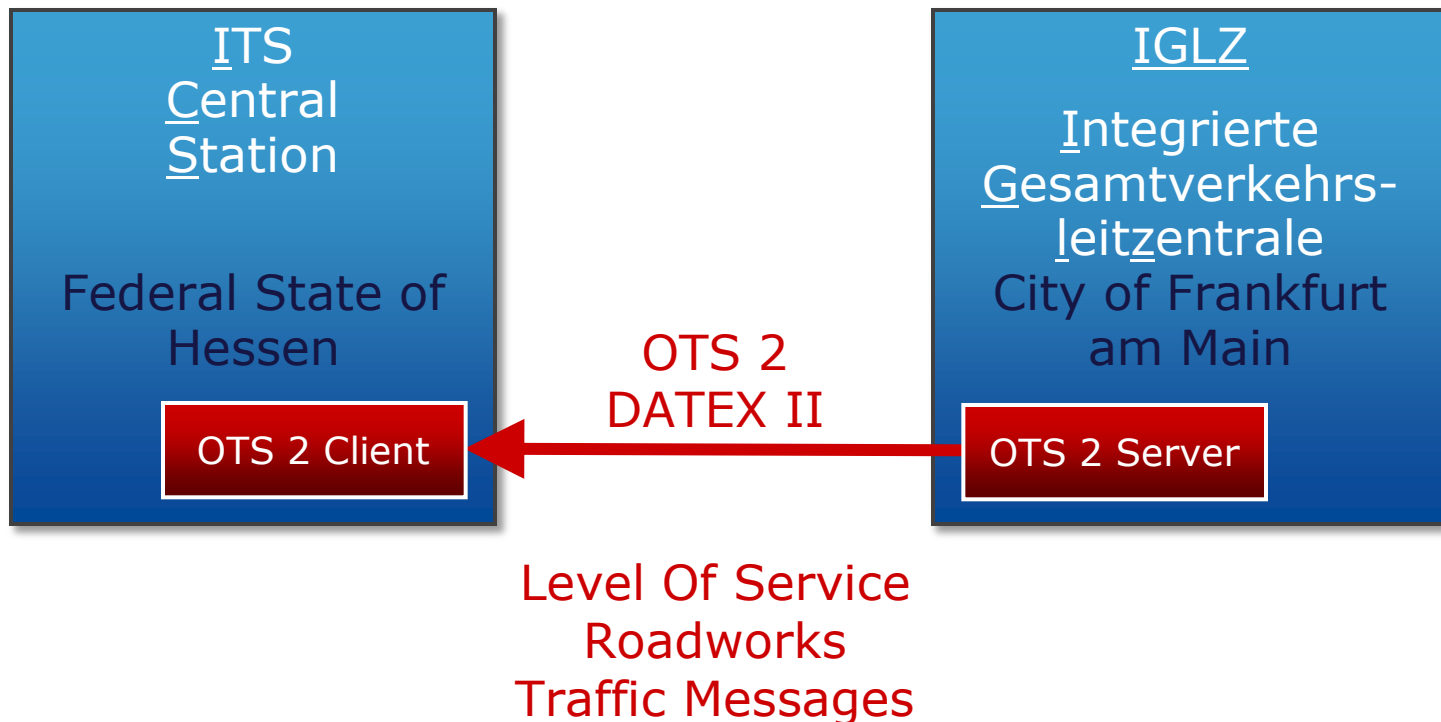 ITS
Central
Station
Federal State of
Hessen
OTS 2 Client
OTS 2
DATEX II
IGLZ
Integrierte
Gesamtverkehrs-
leitzentrale
City of Frankfurt
am Main
OTS 2 Server
Level Of Service
Roadworks
Traffic Messages